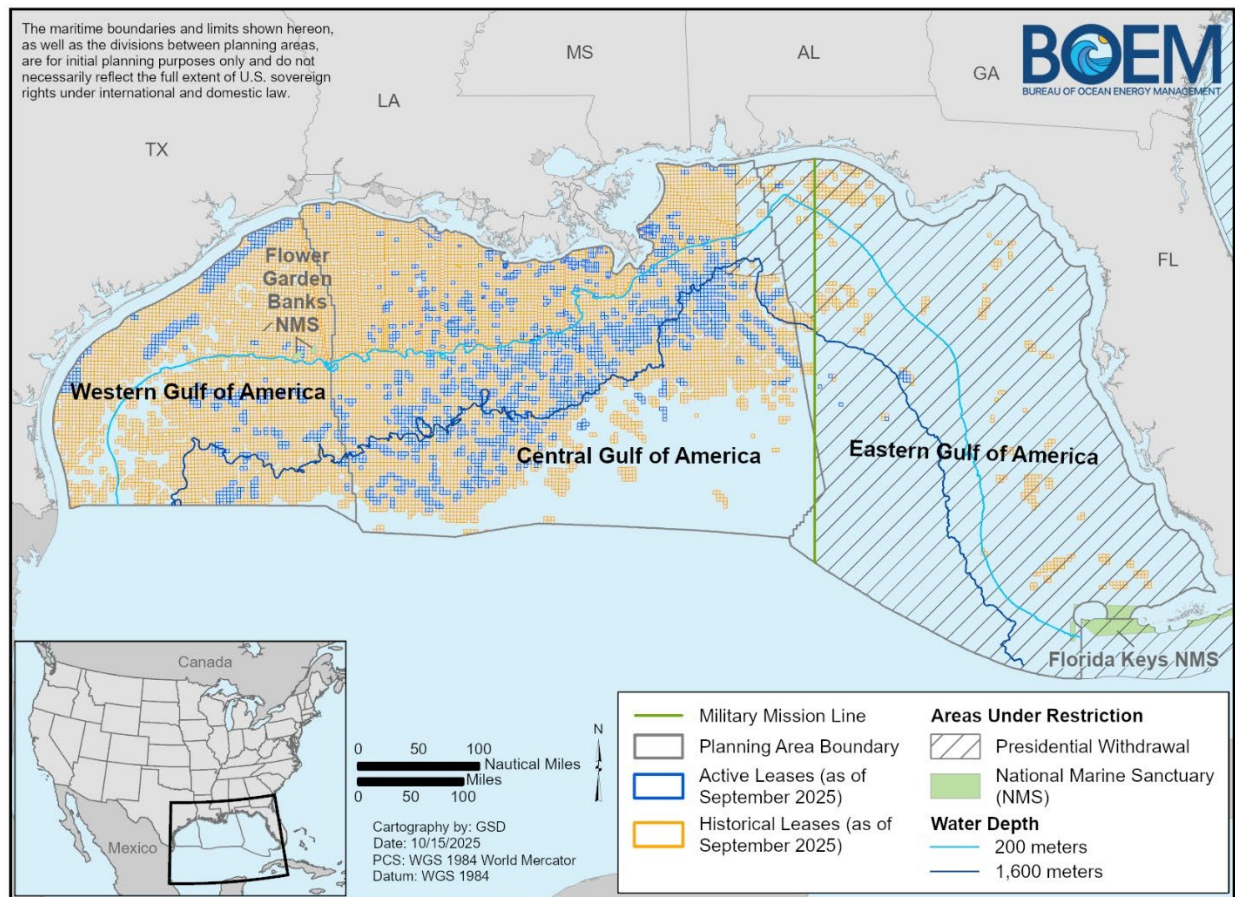 The maritime boundaries and limits shown hereon,
as well as the divisions between planning areas,
are for initial planning purposes only and do not
necessarily reflect the full extent of U.S. sovereign
rights under international and domestic law.
BOEM
BUREAU OF OCEAN ENERGY MANAGEMENT
MS
AL
GA
LA
TX
FL
Flower
Garden
Banks
NMS
Western Gulf of America
Central Gulf of America
Eastern Gulf of America
Florida Keys NMS
Canada
Mexico
N
0 50 100
Nautical Miles
Miles
0 50 100
Cartography by: GSD
Date: 10/15/2025
PCS: WGS 1984 World Mercator
Datum: WGS 1984
Military Mission Line
Planning Area Boundary
Active Leases (as of
September 2025)
Historical Leases (as of
September 2025)
Areas Under Restriction
Presidential Withdrawal
National Marine Sanctuary
(NMS)
Water Depth
200 meters
1,600 meters